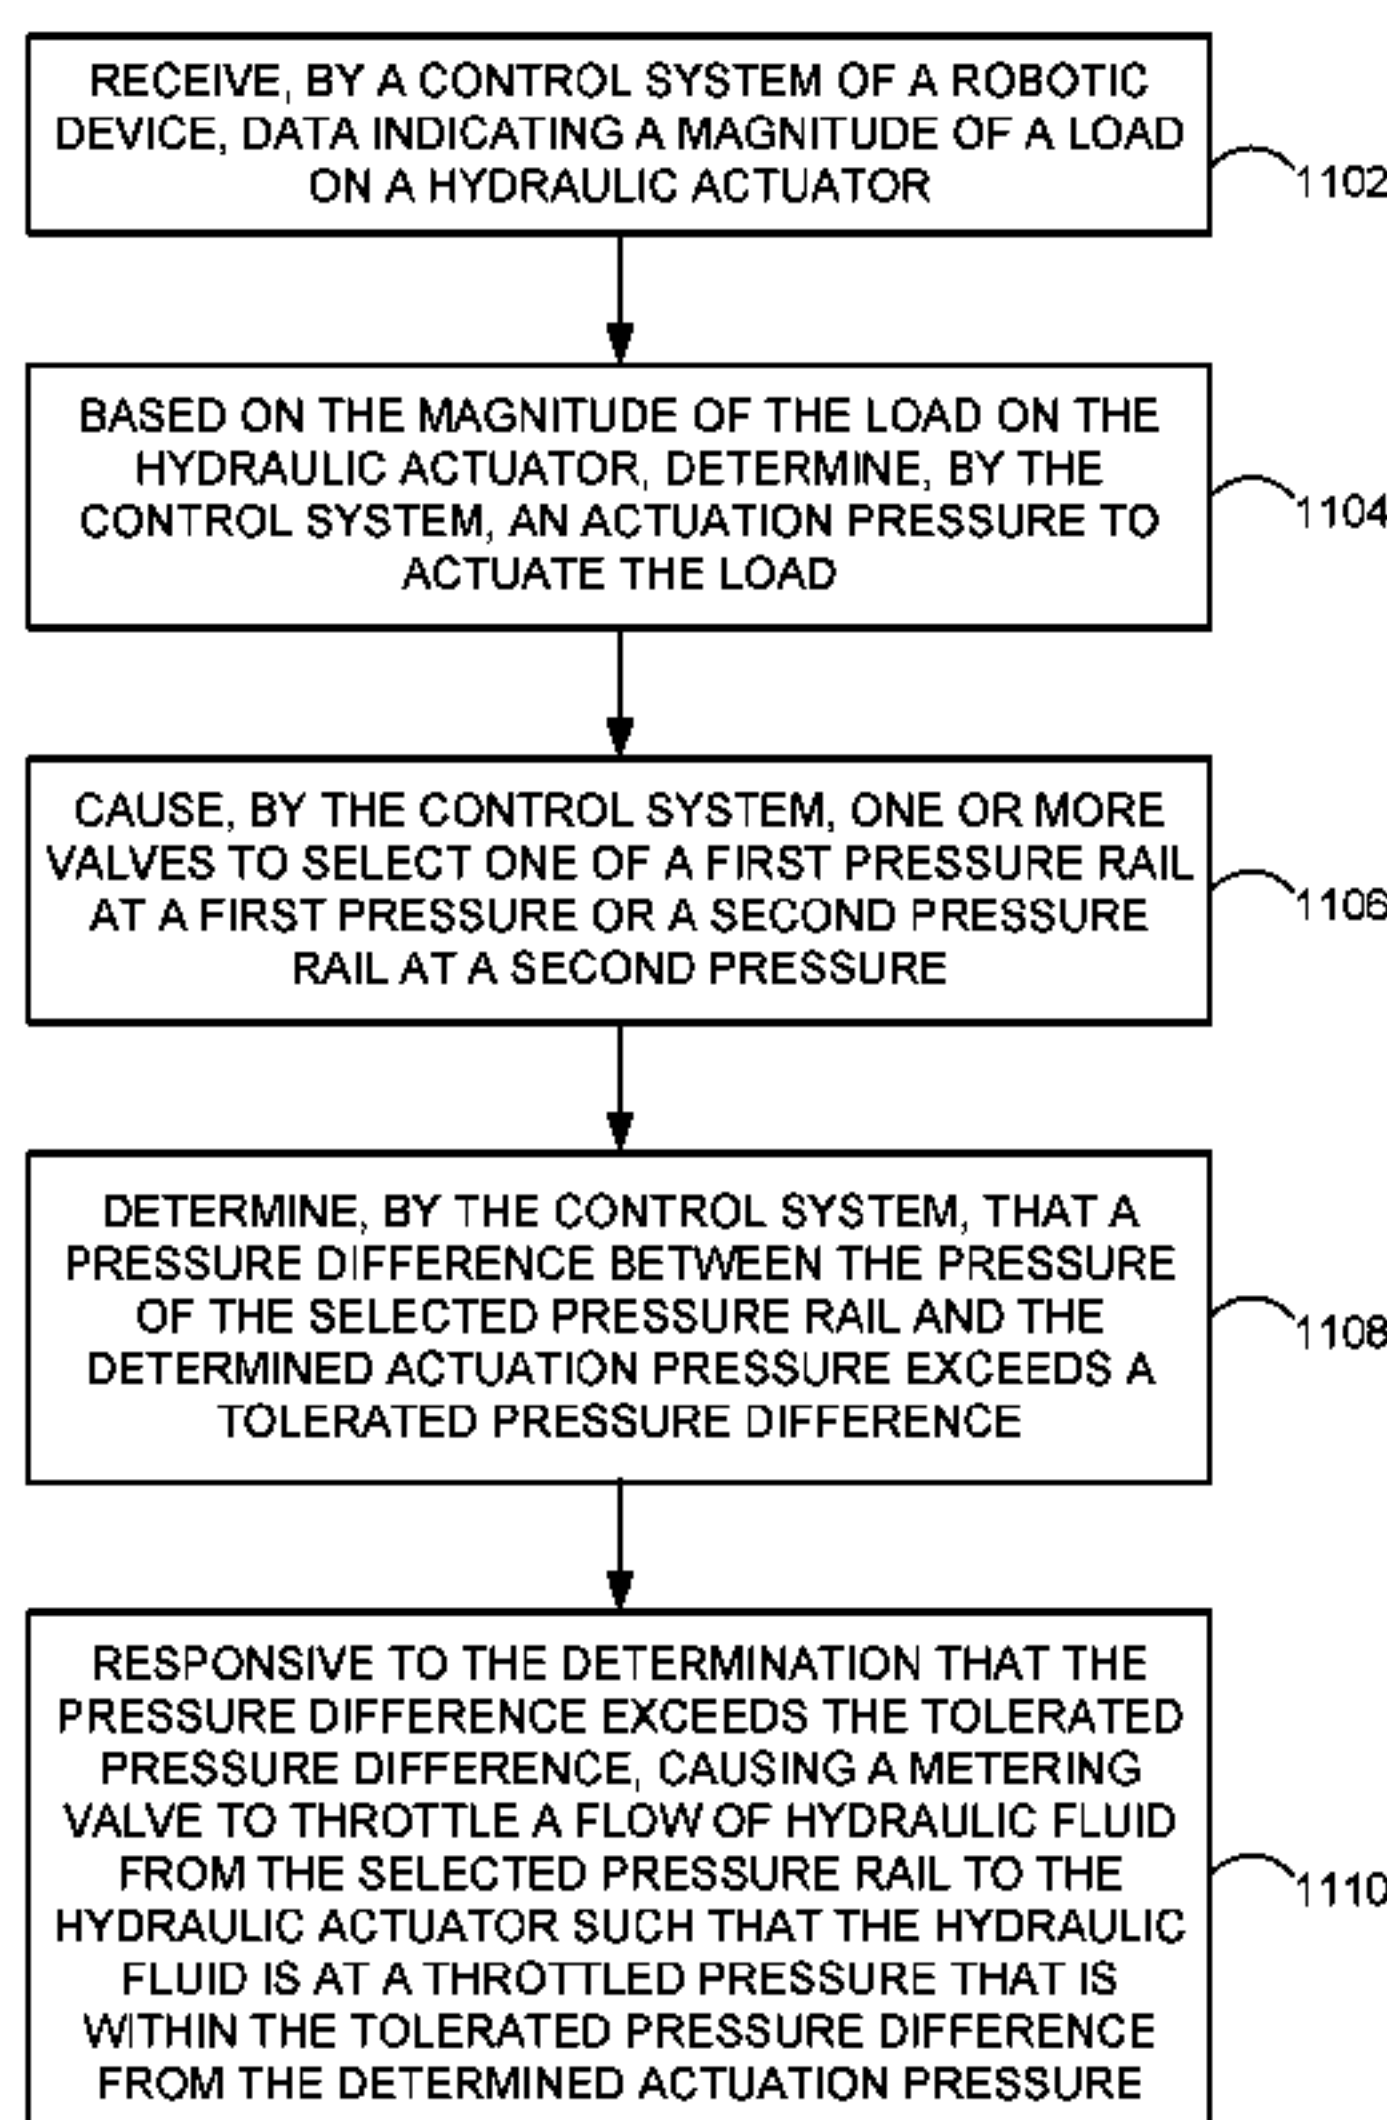 RECEIVE, BY A CONTROL SYSTEM OF A ROBOTIC
DEVICE, DATA INDICATING A MAGNITUDE OF A LOAD
ON A HYDRAULIC ACTUATOR
1102
BASED ON THE MAGNITUDE OF THE LOAD ON THE
HYDRAULIC ACTUATOR, DETERMINE, BY THE
CONTROL SYSTEM, AN ACTUATION PRESSURE TO
ACTUATE THE LOAD
1104
CAUSE, BY THE CONTROL SYSTEM, ONE OR MORE
VALVES TO SELECT ONE OF A FIRST PRESSURE RAIL
AT A FIRST PRESSURE OR A SECOND PRESSURE
RAIL AT A SECOND PRESSURE
1106
DETERMINE, BY THE CONTROL SYSTEM, THAT A
PRESSURE DIFFERENCE BETWEEN THE PRESSURE
OF THE SELECTED PRESSURE RAIL AND THE
DETERMINED ACTUATION PRESSURE EXCEEDS A
TOLERATED PRESSURE DIFFERENCE
1108
RESPONSIVE TO THE DETERMINATION THAT THE
PRESSURE DIFFERENCE EXCEEDS THE TOLERATED
PRESSURE DIFFERENCE, CAUSING A METERING
VALVE TO THROTTLE A FLOW OF HYDRAULIC FLUID
FROM THE SELECTED PRESSURE RAIL TO THE
HYDRAULIC ACTUATOR SUCH THAT THE HYDRAULIC
FLUID IS AT A THROTTLED PRESSURE THAT IS
WITHIN THE TOLERATED PRESSURE DIFFERENCE
FROM THE DETERMINED ACTUATION PRESSURE
1110